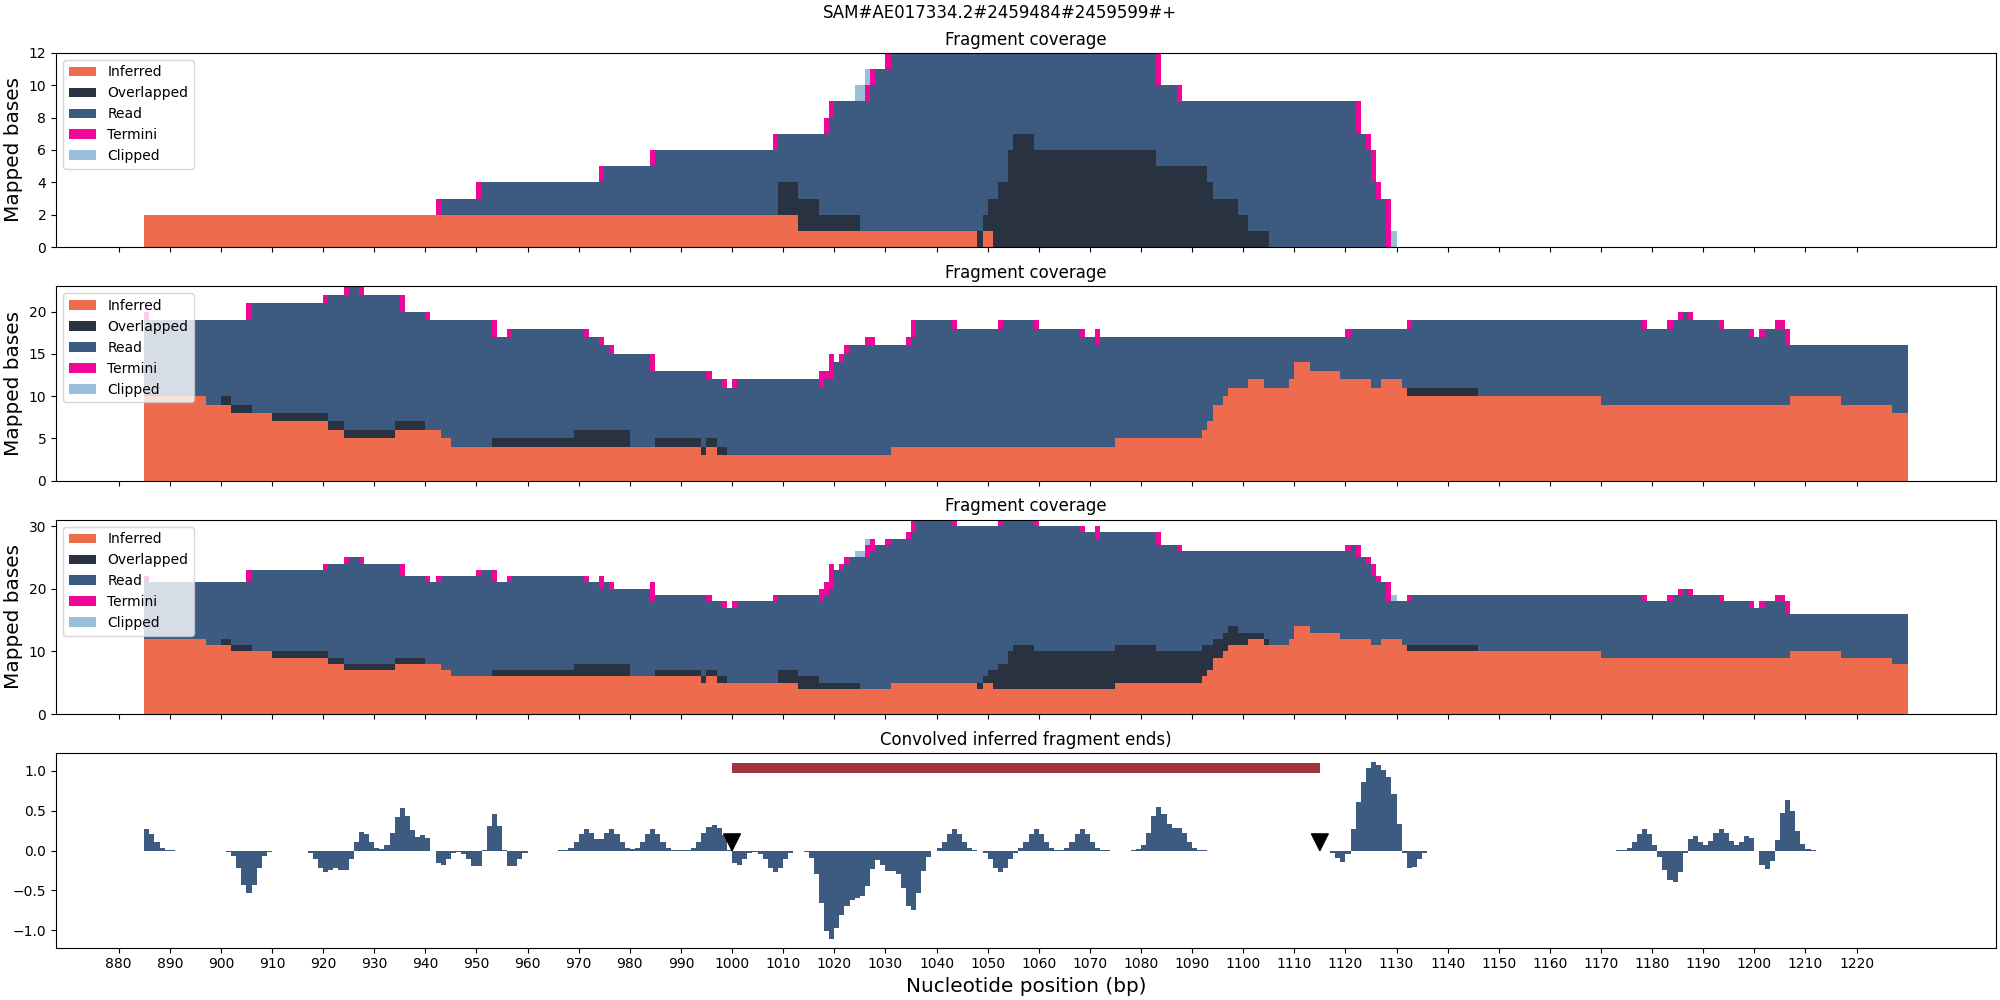 SAM#AE017334.2#2459484#2459599#+
Fragment coverage
Mapped bases
12
10
8
6
4
2
0
Inferred
Overlapped
Read
Termini
Clipped
Fragment coverage
Mapped bases
20
15
10
5
0
Inferred
Overlapped
Read
Termini
Clipped
Fragment coverage
Mapped bases
30
20
10
0
Inferred
Overlapped
Read
Termini
Clipped
Convolved inferred fragment ends)
1.0
0.5
0.0
−0.5
−1.0
880 890 900 910 920 930 940 950 960 970 980 990 1000 1010 1020 1030 1040 1050 1060 1070 1080 1090 1100 1110 1120 1130 1140 1150 1160 1170 1180 1190 1200 1210 1220
Nucleotide position (bp)